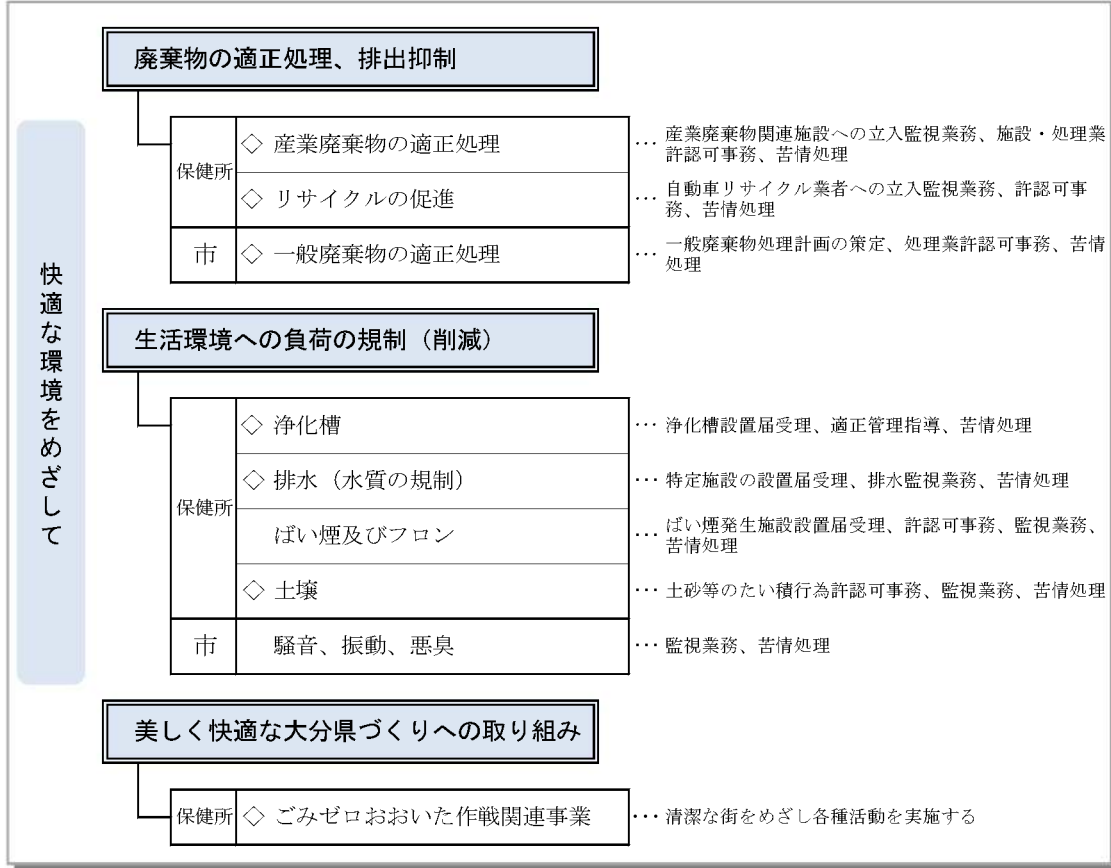 快適な環境をめざして
廃棄物の適正処理、排出抑制
保健所
◇ 産業廃棄物の適正処理
… 産業廃棄物関連施設への立入監視業務、施設・処理業
許認可事務、苦情処理
◇ リサイクルの促進
… 自動車リサイクル業者への立入監視業務、許認可事
務、苦情処理
市
◇ 一般廃棄物の適正処理
… 一般廃棄物処理計画の策定、処理業許認可事務、苦情
処理
生活環境への負荷の規制（削減）
保健所
◇ 浄化槽
… 浄化槽設置届受理、適正管理指導、苦情処理
◇ 排水（水質の規制）
… 特定施設の設置届受理、排水監視業務、苦情処理
ばい煙及びフロン
… ばい煙発生施設設置届受理、許認可事務、監視業務、
苦情処理
◇ 土壌
… 土砂等のたい積行為許認可事務、監視業務、苦情処理
市
騒音、振動、悪臭
… 監視業務、苦情処理
美しく快適な大分県づくりへの取り組み
保健所
◇ ごみゼロおおいた作戦関連事業
… 清潔な街をめざし各種活動を実施する